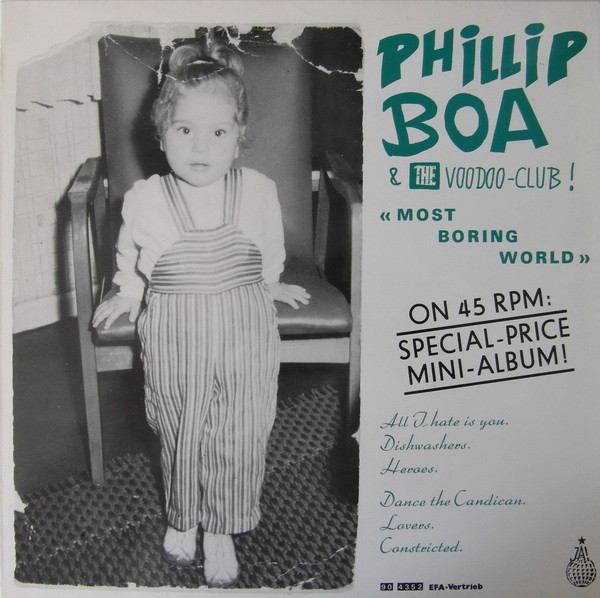 PHILLIP
BOA
& THE VOODOO-CLUB!
«MOST
BORING
WORLD»
ON 45 RPM:
SPECIAL-PRICE
MINI-ALBUM!
All I hate is you.
Dishwashers.
Heroes.
Dance the Candican.
Lovers.
Constricted.
90 4352 EFA-Vertrieb
JA!